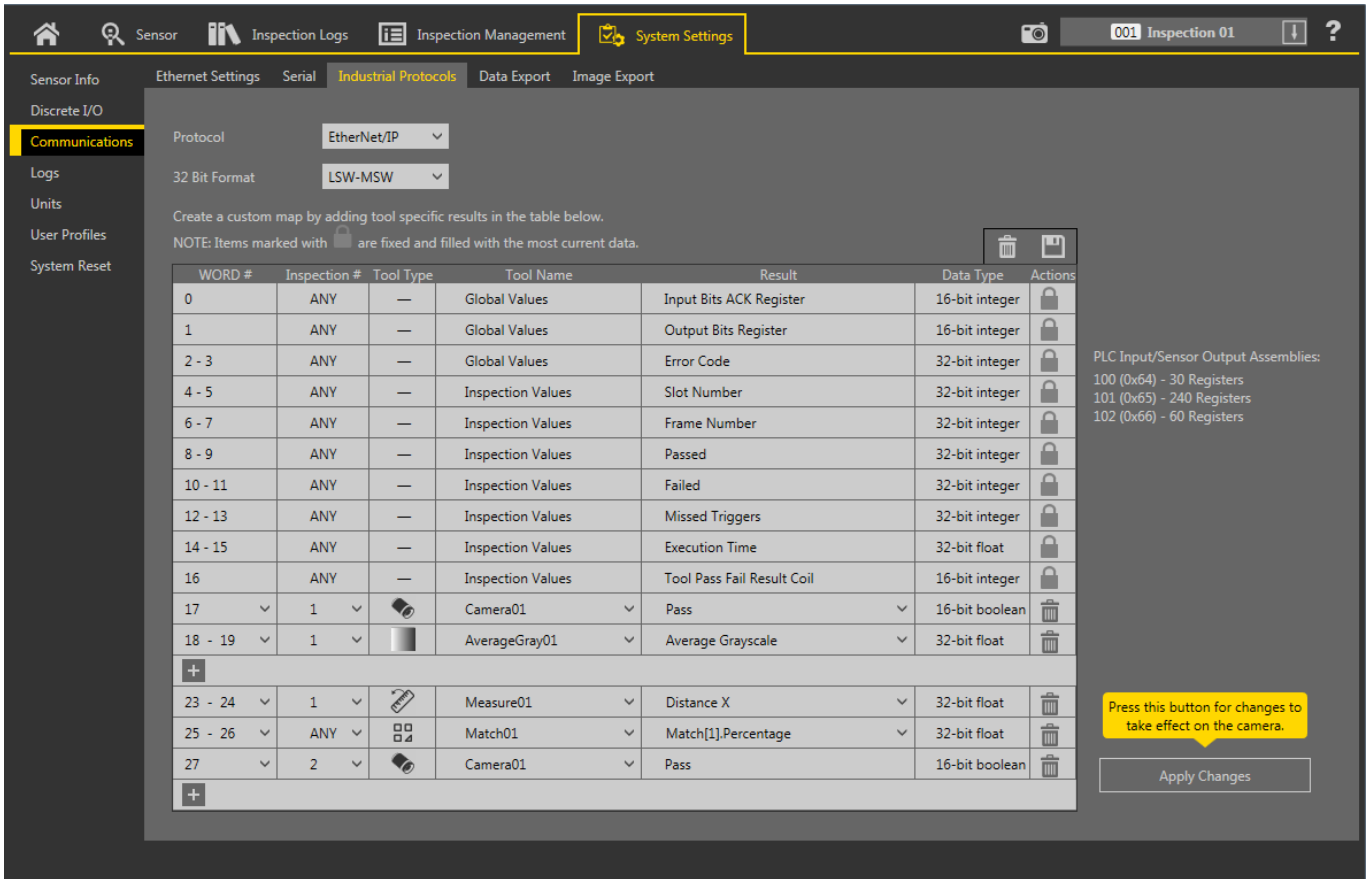 Sensor Inspection Logs Inspection Management System Settings 001 Inspection 01 ?
Sensor Info
Discrete I/O
Communications
Logs
Units
User Profiles
System Reset
Ethernet Settings Serial Industrial Protocols Data Export Image Export
Protocol EtherNet/IP
32 Bit Format LSW-MSW
Create a custom map by adding tool specific results in the table below.
NOTE: Items marked with are fixed and filled with the most current data.
WORD # Inspection # Tool Type Tool Name Result Data Type Actions
0 ANY — Global Values Input Bits ACK Register 16-bit integer
1 ANY — Global Values Output Bits Register 16-bit integer
2 - 3 ANY — Global Values Error Code 32-bit integer
4 - 5 ANY — Inspection Values Slot Number 32-bit integer
6 - 7 ANY — Inspection Values Frame Number 32-bit integer
8 - 9 ANY — Inspection Values Passed 32-bit integer
10 - 11 ANY — Inspection Values Failed 32-bit integer
12 - 13 ANY — Inspection Values Missed Triggers 32-bit integer
14 - 15 ANY — Inspection Values Execution Time 32-bit float
16 ANY — Inspection Values Tool Pass Fail Result Coil 16-bit integer
17 1 Camera01 Pass 16-bit boolean
18 - 19 1 AverageGray01 Average Grayscale 32-bit float
+
23 - 24 1 Measure01 Distance X 32-bit float
25 - 26 ANY Match01 Match[1].Percentage 32-bit float
27 2 Camera01 Pass 16-bit boolean
+
PLC Input/Sensor Output Assemblies:
100 (0x64) - 30 Registers
101 (0x65) - 240 Registers
102 (0x66) - 60 Registers
Press this button for changes to
take effect on the camera.
Apply Changes